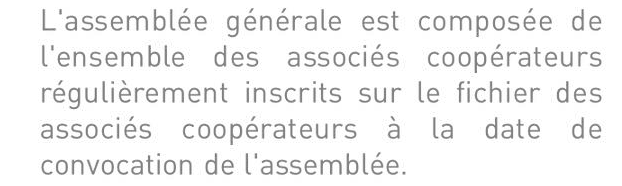 L'assemblée générale est composée de
l'ensemble des associés coopérateurs
régulièrement inscrits sur le fichier des
associés coopérateurs à la date de
convocation de l'assemblée.